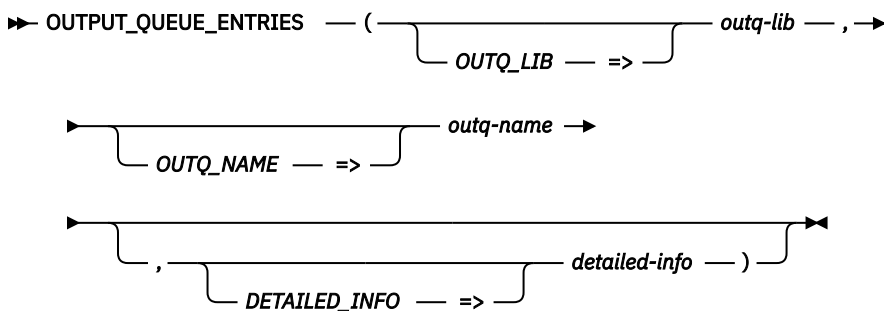 OUTPUT_QUEUE_ENTRIES ( outq-lib ,
OUTQ_LIB =>
outq-name
OUTQ_NAME =>
, detailed-info )
DETAILED_INFO =>